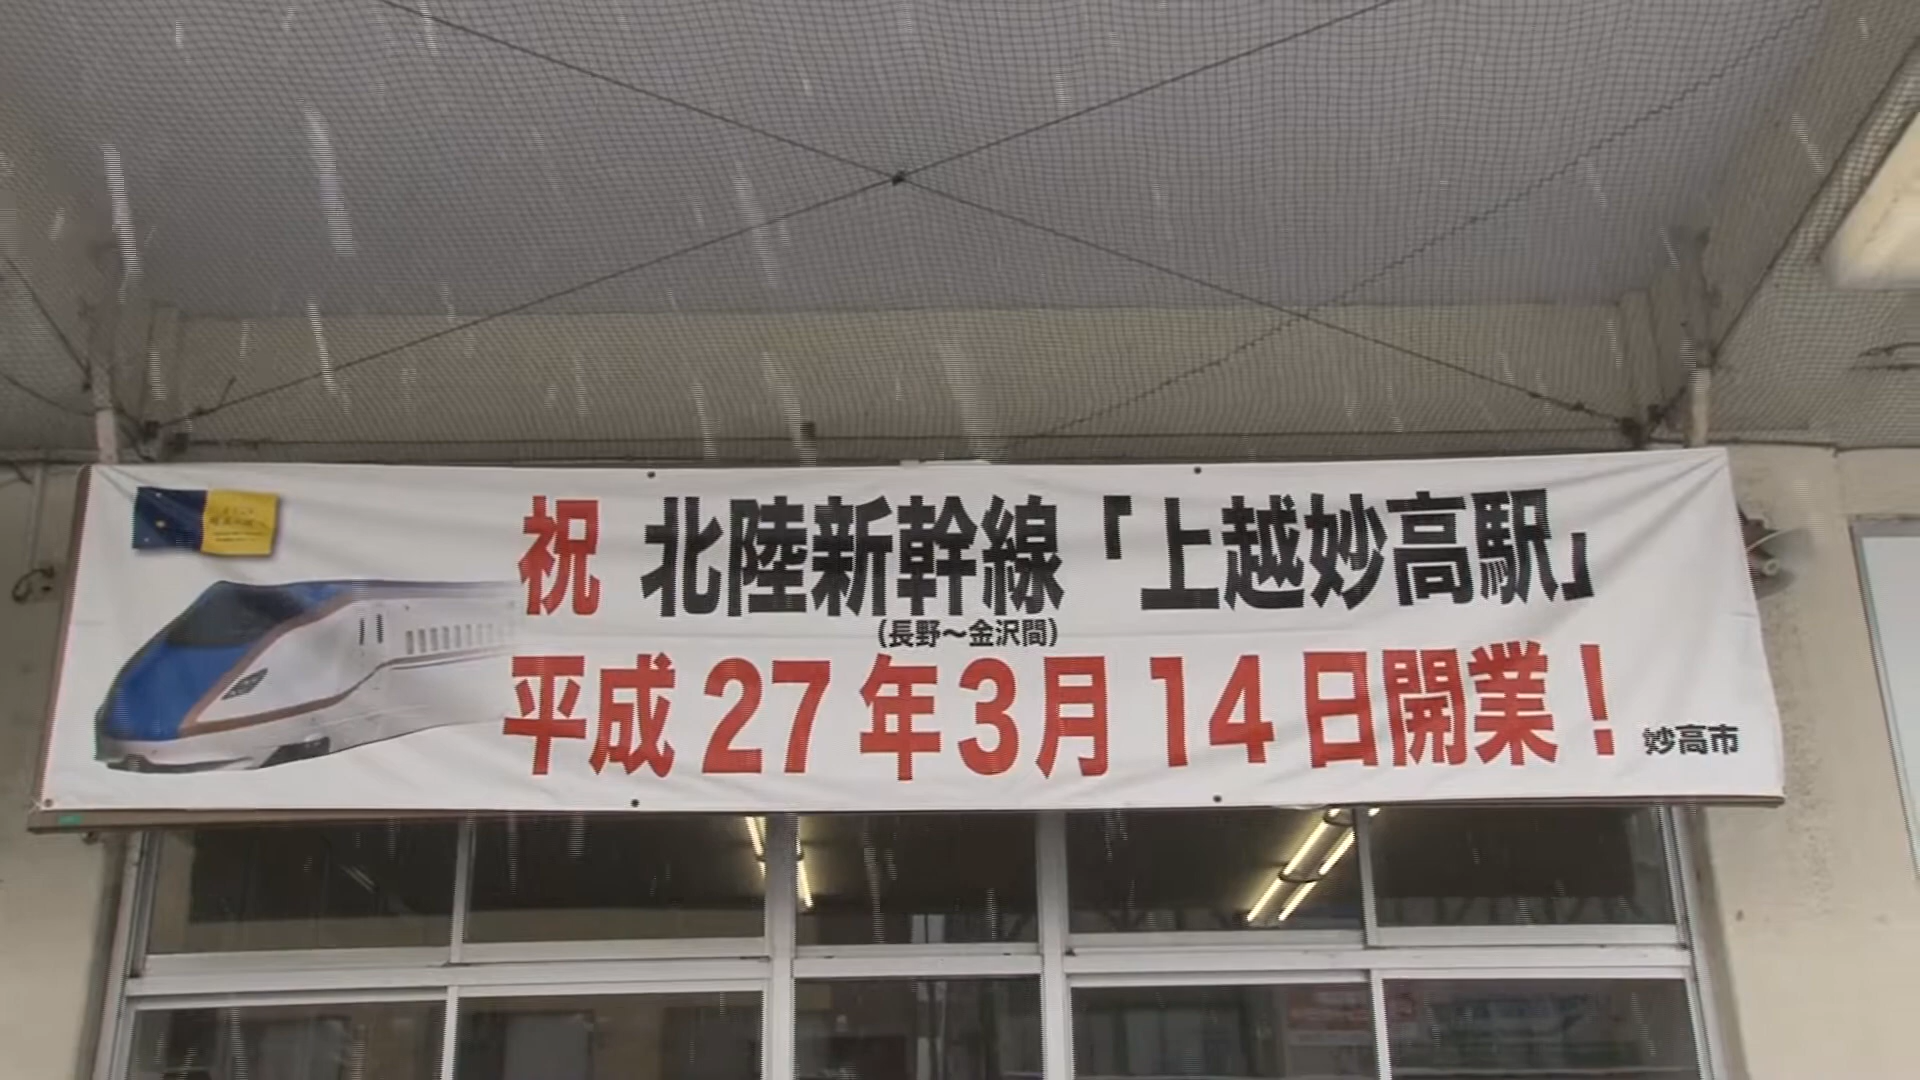 祝 北陸新幹線「上越妙高駅」
(長野～金沢間)
平成27年3月14日開業！
妙高市